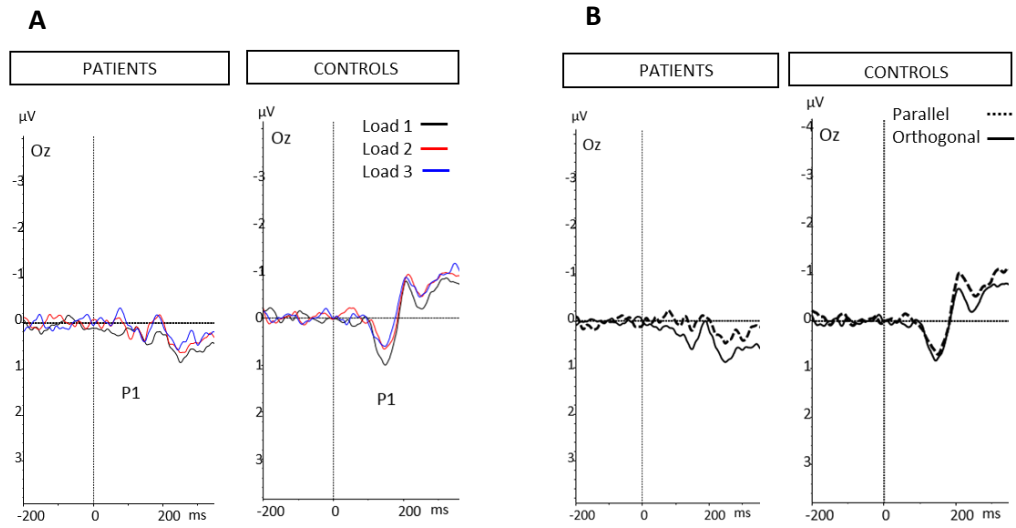 A
B
PATIENTS
CONTROLS
PATIENTS
CONTROLS
µV
Oz
-3
-2
-1
0
1
2
3
P1
-200
0
200 ms
Oz
Load 1
Load 2
Load 3
-3
-2
-1
0
1
2
3
P1
-200
0
200 ms
µV
Oz
-3
-2
-1
0
1
2
3
-200
0
200 ms
µV
-4
Oz
Parallel
Orthogonal
-3
-2
-1
0
1
2
3
-200
0
200 ms